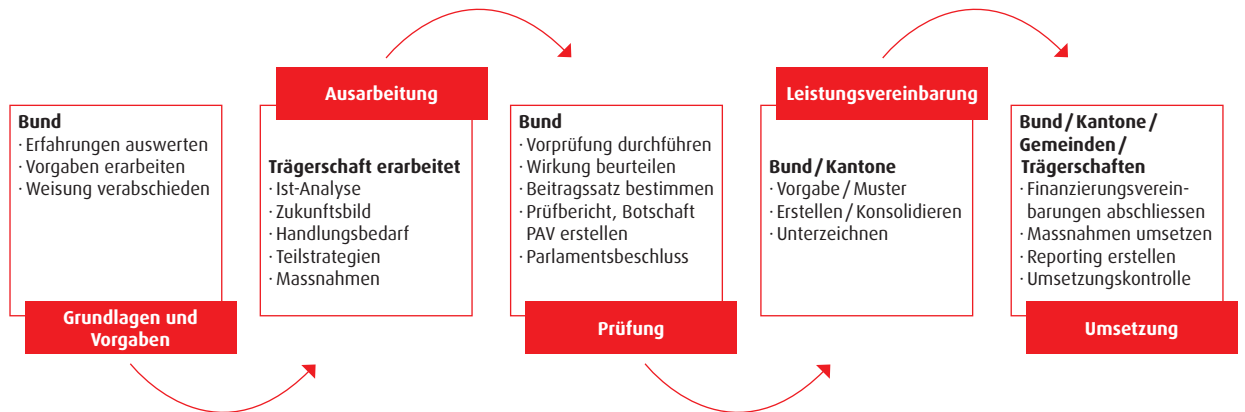 Bund
· Erfahrungen auswerten
· Vorgaben erarbeiten
· Weisung verabschieden
Grundlagen und
Vorgaben
Ausarbeitung
Trägerschaft erarbeitet
· Ist-Analyse
· Zukunftsbild
· Handlungsbedarf
· Teilstrategien
· Massnahmen
Bund
· Vorprüfung durchführen
· Wirkung beurteilen
· Beitragssatz bestimmen
· Prüfbericht, Botschaft
PAV erstellen
· Parlamentsbeschluss
Prüfung
Leistungsvereinbarung
Bund / Kantone
· Vorgabe / Muster
· Erstellen / Konsolidieren
· Unterzeichnen
Bund / Kantone /
Gemeinden /
Trägerschaften
· Finanzierungsverein-
barungen abschliessen
· Massnahmen umsetzen
· Reporting erstellen
· Umsetzungskontrolle
Umsetzung